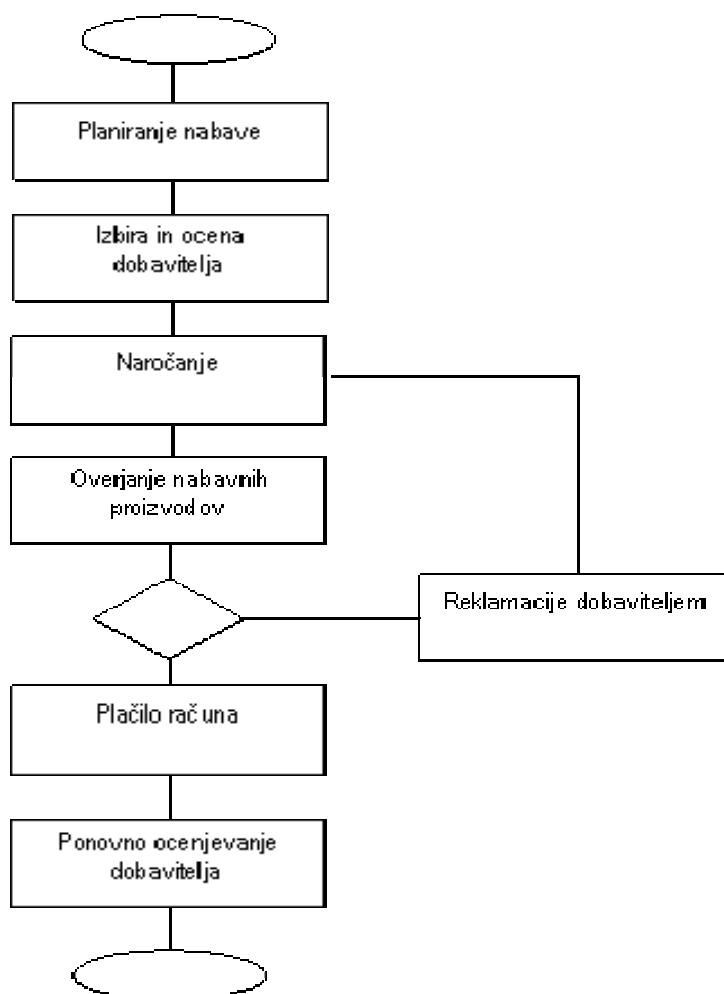 Planiranje nabave
Izbira in ocena
dobavitelja
Naročanje
Overjanje nabavnih
proizvodov
Reklamacije dobaviteljem
Plačilo računa
Ponovno ocenjevanje
dobavitelja